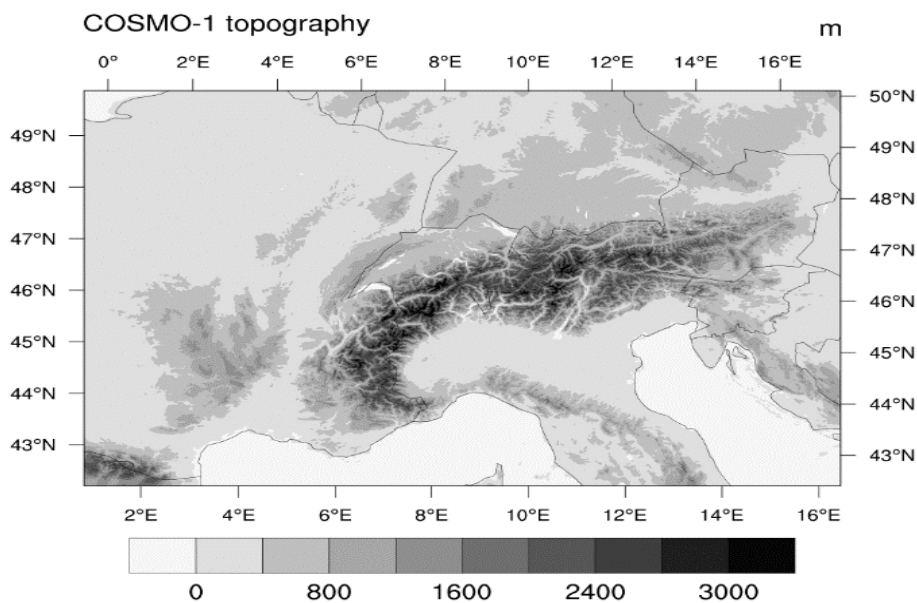 COSMO-1 topography
m
0° 2°E 4°E 6°E 8°E 10°E 12°E 14°E 16°E
50°N
49°N 49°N
48°N 48°N
47°N 47°N
46°N 46°N
45°N 45°N
44°N 44°N
43°N 43°N
2°E 4°E 6°E 8°E 10°E 12°E 14°E 16°E
0 800 1600 2400 3000